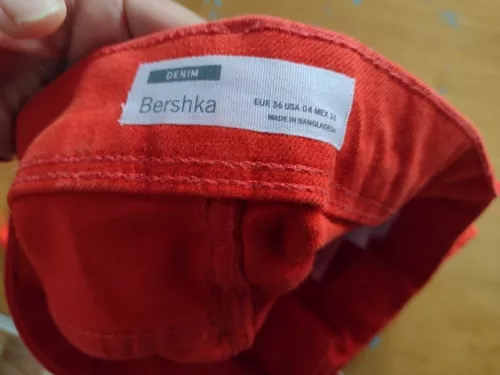 DENIM
Bershka
EUR 36 USA 04 MEX 26
MADE IN BANGLADESH